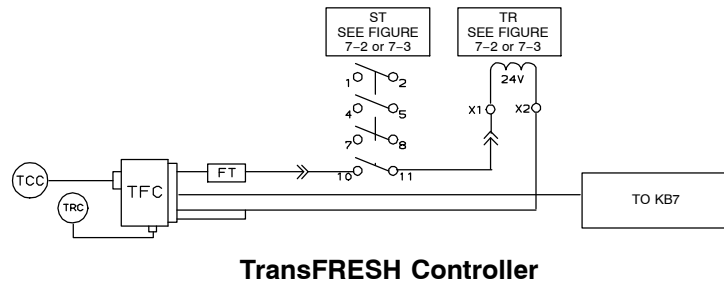 ST
SEE FIGURE
7–2 or 7–3
TR
SEE FIGURE
7–2 or 7–3
24V
1
2
4
5
X1
X2
7
8
10
11
FT
TCC
TFC
TRC
TO KB7
TransFRESH Controller